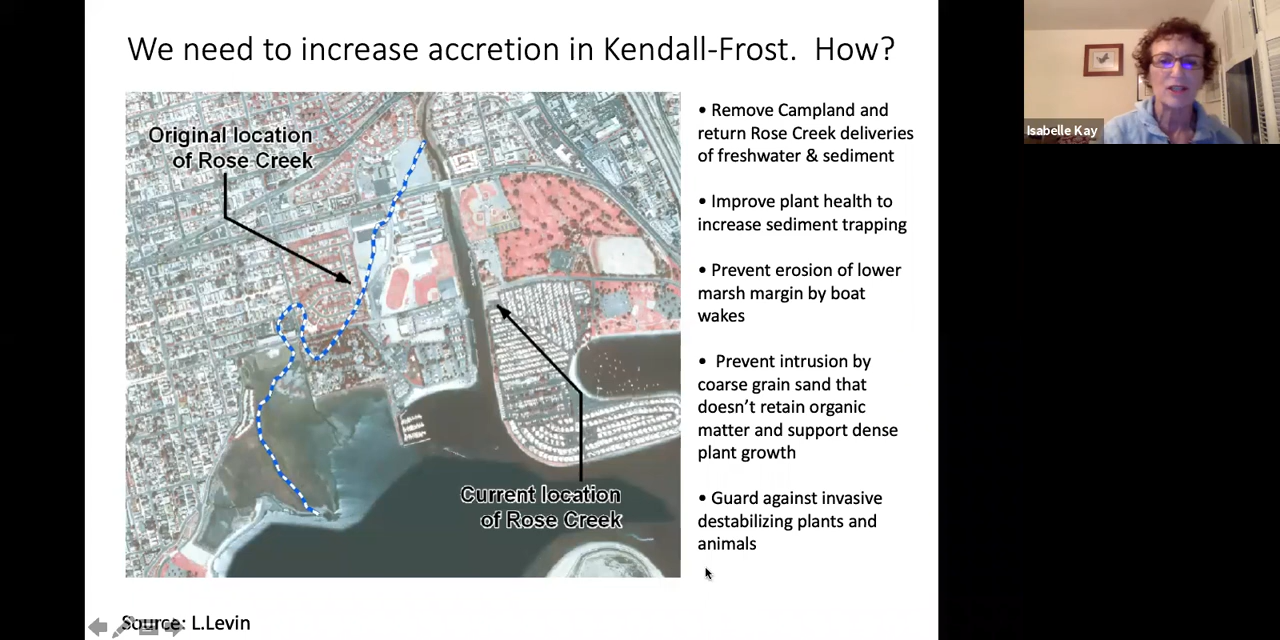 We need to increase accretion in Kendall-Frost.  How?
Original location
of Rose Creek
Current location
of Rose Creek
• Remove Campland and
return Rose Creek deliveries
of freshwater & sediment
• Improve plant health to
increase sediment trapping
• Prevent erosion of lower
marsh margin by boat
wakes
•  Prevent intrusion by
coarse grain sand that
doesn’t retain organic
matter and support dense
plant growth
• Guard against invasive
destabilizing plants and
animals
Source: L.Levin
Isabelle Kay